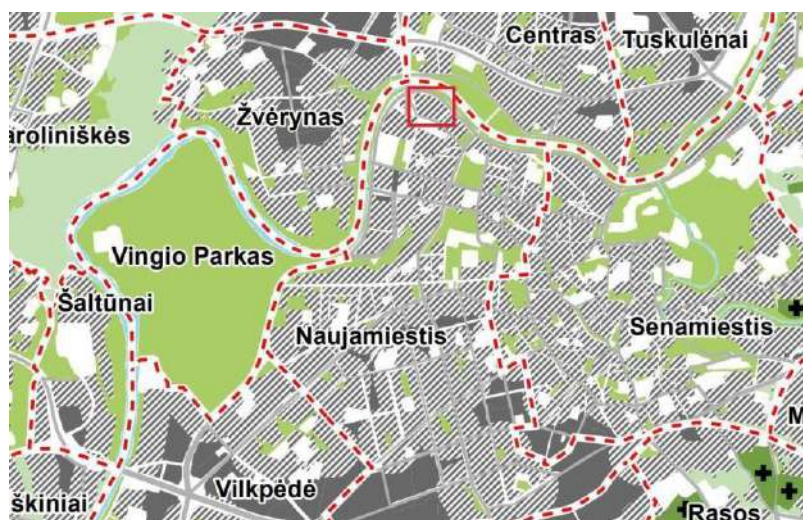 Centras
Tuskulėnai
Žvėrynas
aroliniškės
Vingio Parkas
Šaltūnai
Naujamiestis
Senamiestis
M
Vilkpėdė
škiniai
Rasos